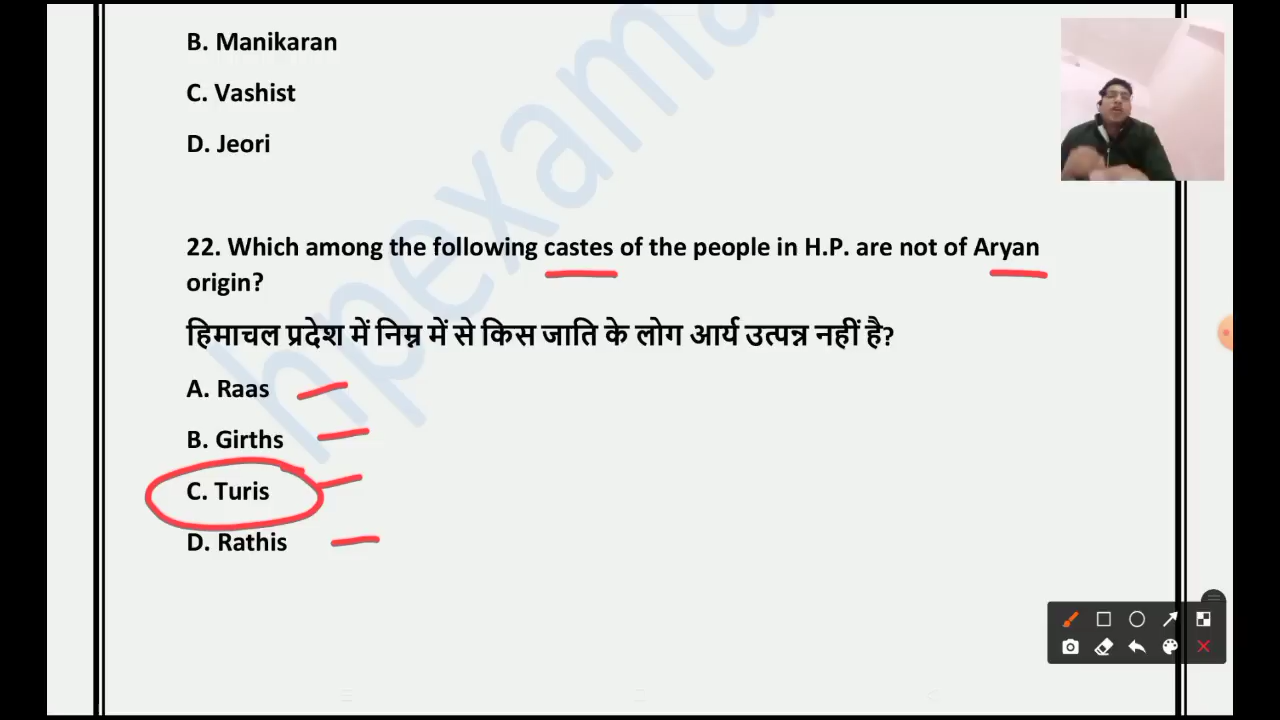 B. Manikaran
C. Vashist
D. Jeori
22. Which among the following castes of the people in H.P. are not of Aryan
origin?
हिमाचल प्रदेश में निम्न में से किस जाति के लोग आर्य उत्पन्न नहीं है?
A. Raas
B. Girths
C. Turis
D. Rathis
hpexama